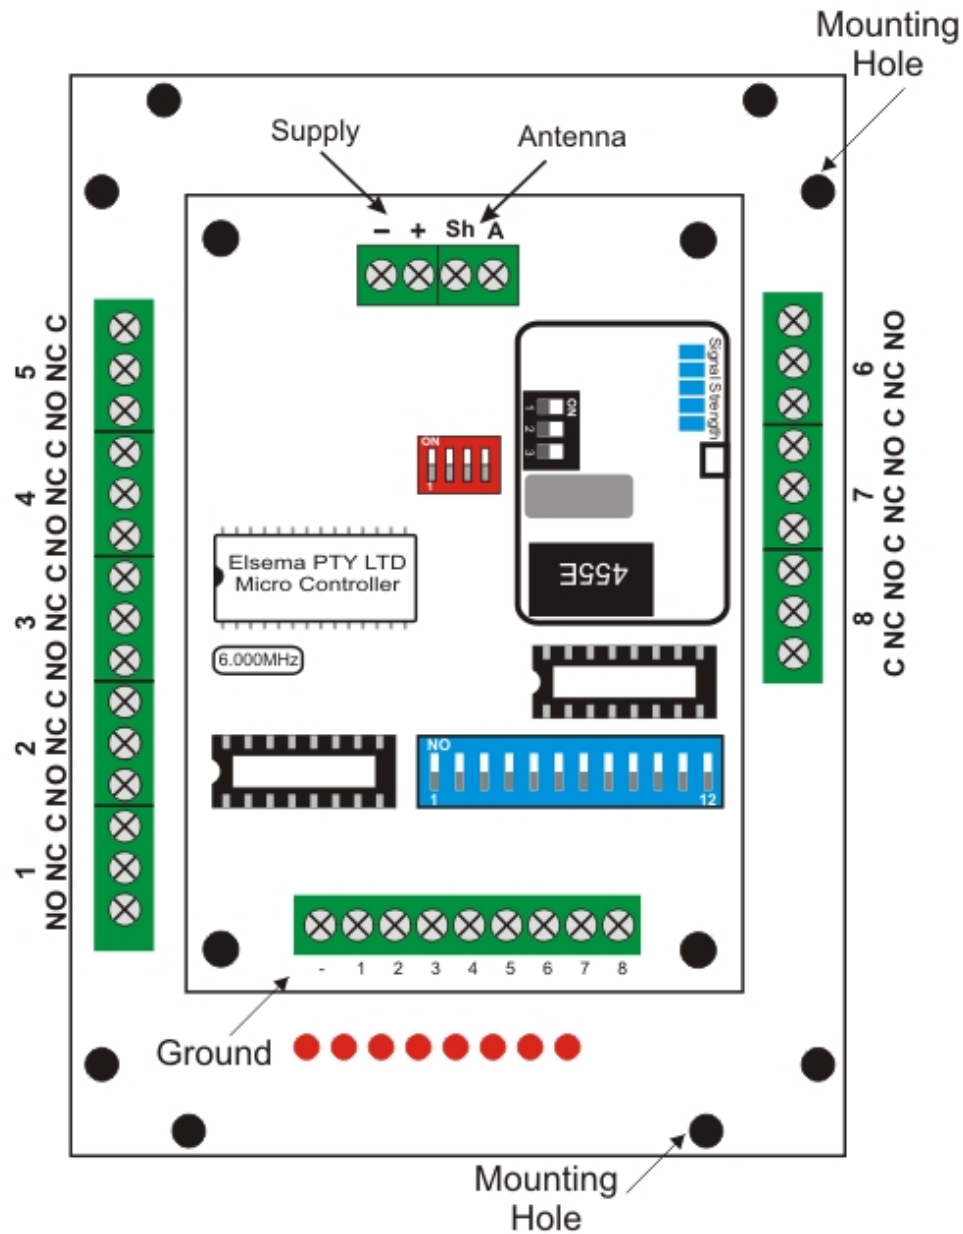 Mounting
Hole
Supply
Antenna
- + Sh A
1 2 3 4 5
NO NC C NO NC C NO NC C NO NC C NO NC C
8 7 6
C NC NO C NC NO C NC NO
Signal Strength
ON
1 2 3
ON
1
455E
Elsema PTY LTD
Micro Controller
6.000MHz
NO
1 12
- 1 2 3 4 5 6 7 8
Ground
Mounting
Hole